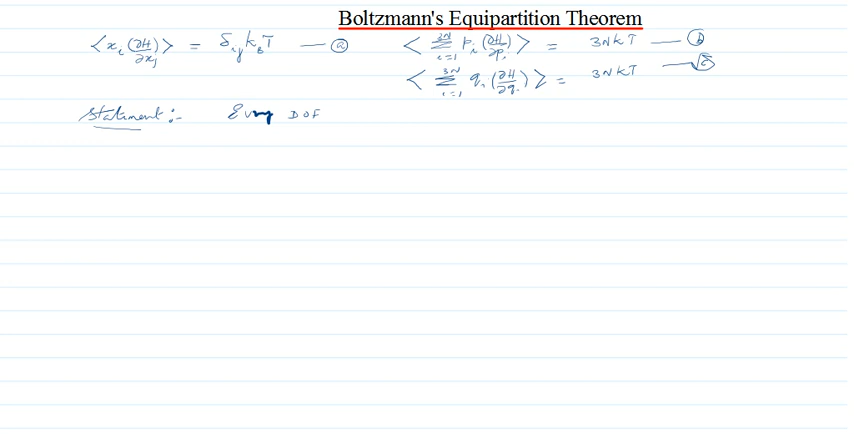 Boltzmann's Equipartition Theorem
⟨x_i (∂H/∂x_j)⟩ = δ_ij k_B T — ⓐ
⟨ Σ_{i=1}^{3N} p_i (∂H/∂p_i) ⟩ = 3NkT — ⓑ
⟨ Σ_{i=1}^{3N} q_i (∂H/∂q_i) ⟩ = 3NkT — ⓒ
Statement :- Every DOF